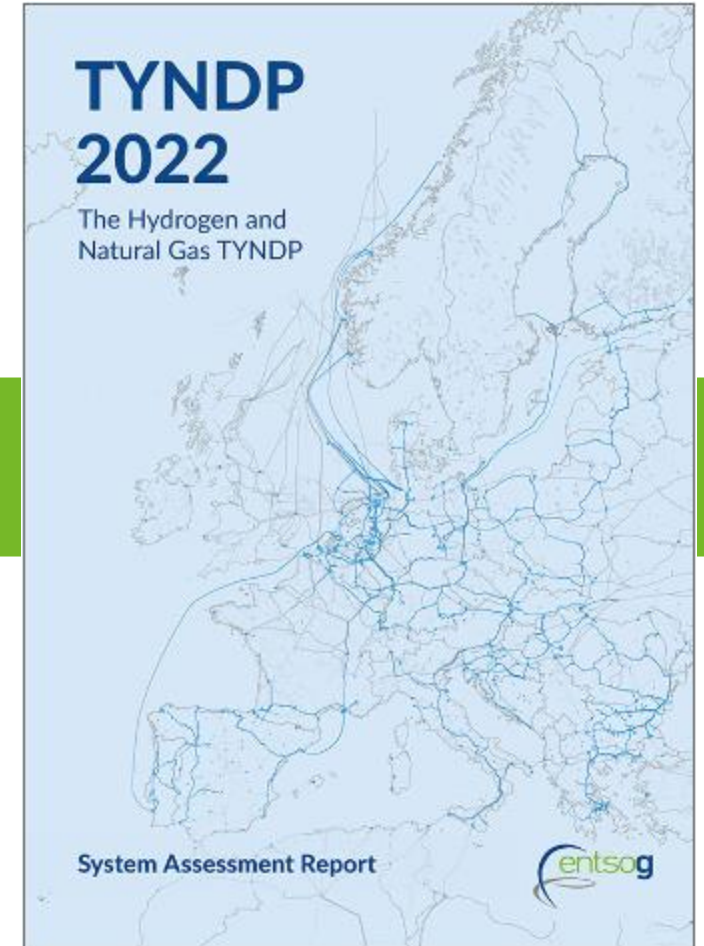 TYNDP
2022
The Hydrogen and
Natural Gas TYNDP
System Assessment Report
entsog